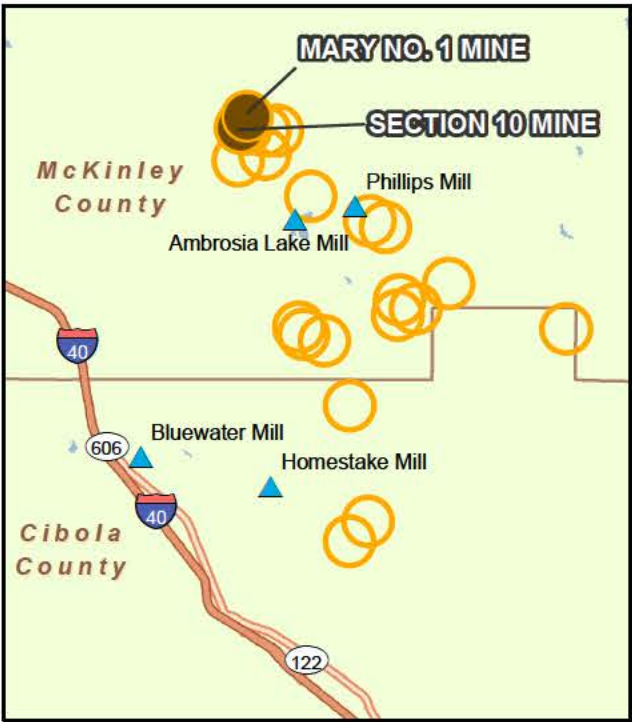 MARY NO. 1 MINE
SECTION 10 MINE
McKinley
County
Phillips Mill
Ambrosia Lake Mill
40
Bluewater Mill
606
Homestake Mill
40
Cibola
County
122